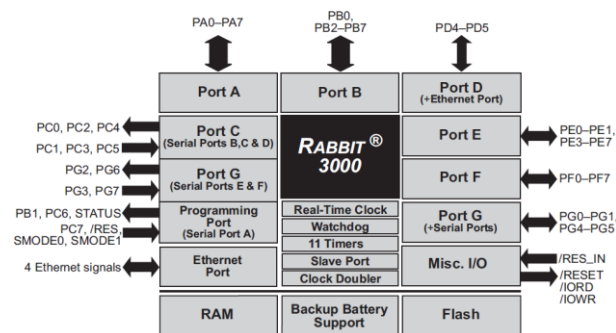 PA0–PA7
PB0,
PB2–PB7
PD4–PD5
Port A
Port B
Port D
(+Ethernet Port)
PC0, PC2, PC4
PC1, PC3, PC5
Port C
(Serial Ports B,C & D)
PG2, PG6
PG3, PG7
Port G
(Serial Ports E & F)
PB1, PC6, STATUS
PC7, /RES,
SMODE0, SMODE1
Programming
Port
(Serial Port A)
4 Ethernet signals
Ethernet
Port
RABBIT ®
3000
Real-Time Clock
Watchdog
11 Timers
Slave Port
Clock Doubler
Port E
PE0–PE1,
PE3–PE7
Port F
PF0–PF7
Port G
(+Serial Ports)
PG0–PG1,
PG4–PG5
Misc. I/O
/RES_IN
/RESET
/IORD
/IOWR
RAM
Backup Battery
Support
Flash